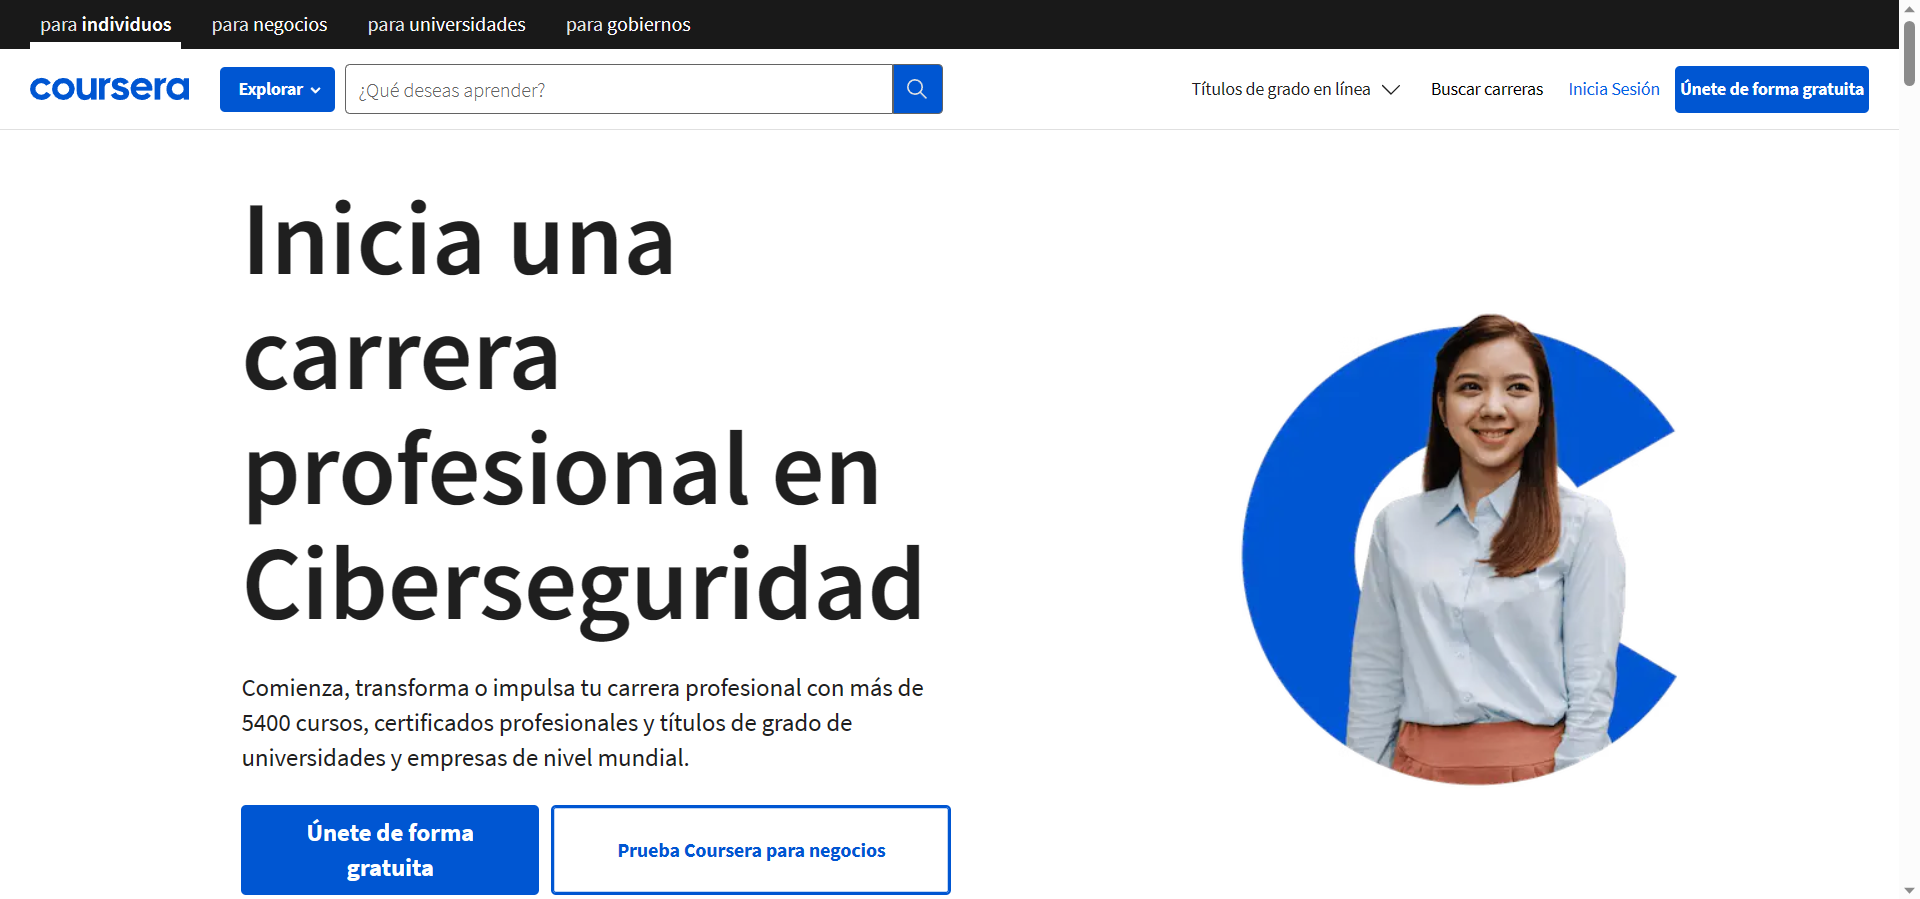 para individuos para negocios para universidades para gobiernos
coursera Explorar ¿Qué deseas aprender? Títulos de grado en línea Buscar carreras Inicia Sesión Únete de forma gratuita
Inicia una
carrera
profesional en
Ciberseguridad
Comienza, transforma o impulsa tu carrera profesional con más de
5400 cursos, certificados profesionales y títulos de grado de
universidades y empresas de nivel mundial.
Únete de forma
gratuita
Prueba Coursera para negocios